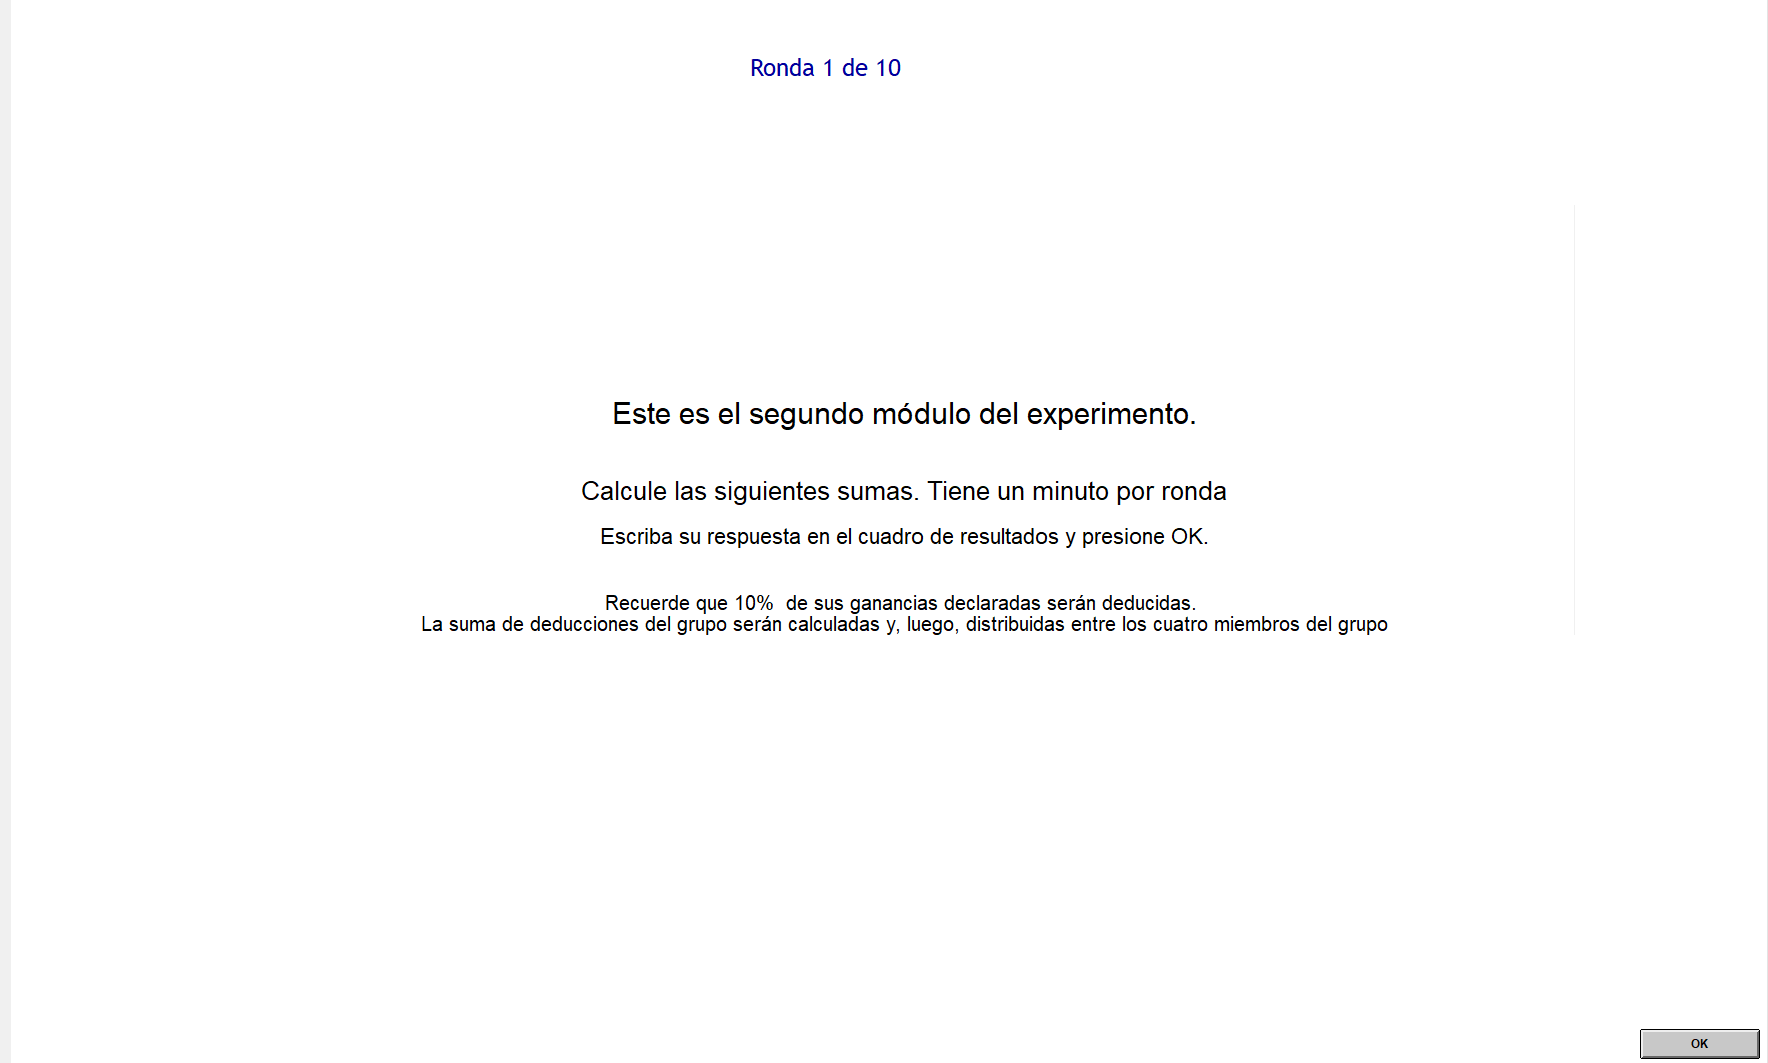 Ronda 1 de 10
Este es el segundo módulo del experimento.
Calcule las siguientes sumas. Tiene un minuto por ronda
Escriba su respuesta en el cuadro de resultados y presione OK.
Recuerde que 10%  de sus ganancias declaradas serán deducidas.
La suma de deducciones del grupo serán calculadas y, luego, distribuidas entre los cuatro miembros del grupo
OK